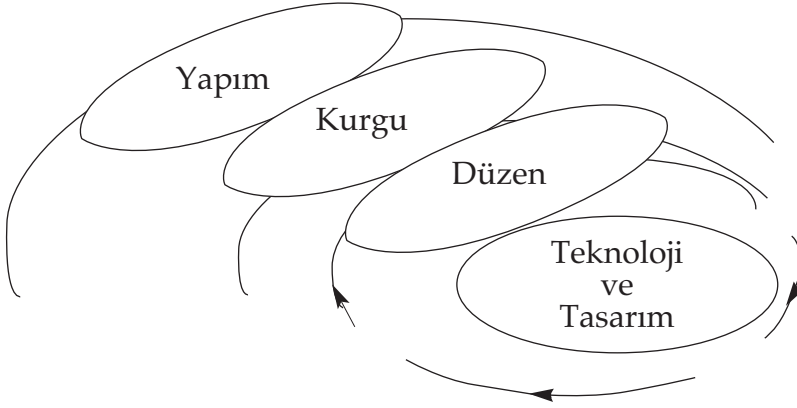 Yapım
Kurgu
Düzen
Teknoloji
ve
Tasarım